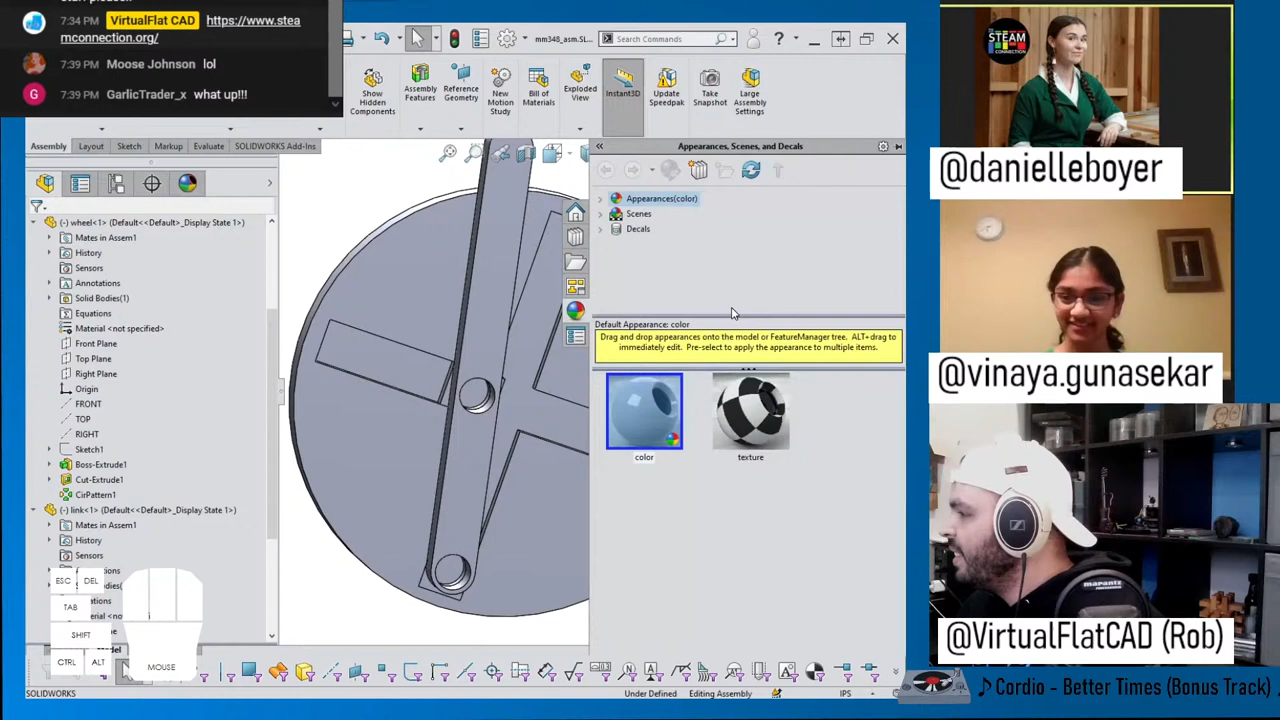 7:34 PM VirtualFlat CAD https://www.stea
mconnection.org/
7:39 PM Moose Johnson lol
G 7:39 PM GarlicTrader_x what up!!!
mm348_asm.SL...
Search Commands
Show
Hidden
Components
Assembly
Features
Reference
Geometry
New
Motion
Study
Bill of
Materials
Exploded
View
Instant3D
Update
Speedpak
Take
Snapshot
Large
Assembly
Settings
Assembly Layout Sketch Markup Evaluate SOLIDWORKS Add-Ins
(-) wheel<1> (Default<<Default>_Display State 1>)
Mates in Assem1
History
Sensors
Annotations
Solid Bodies(1)
Equations
Material <not specified>
Front Plane
Top Plane
Right Plane
Origin
FRONT
TOP
RIGHT
Sketch1
Boss-Extrude1
Cut-Extrude1
CirPattern1
(-) link<1> (Default<<Default>_Display State 1>)
Mates in Assem1
History
Sensors
Appearances, Scenes, and Decals
Appearances(color)
Scenes
Decals
Default Appearance: color
Drag and drop appearances onto the model or FeatureManager tree. ALT+drag to
immediately edit. Pre-select to apply the appearance to multiple items.
color
texture
ESC DEL
TAB
SHIFT
CTRL ALT
MOUSE
SOLIDWORKS
Under Defined
Editing Assembly
IPS
STEAM
CONNECTION
@danielleboyer
@vinaya.gunasekar
marantz
@VirtualFlatCAD (Rob)
♪ Cordio - Better Times (Bonus Track)